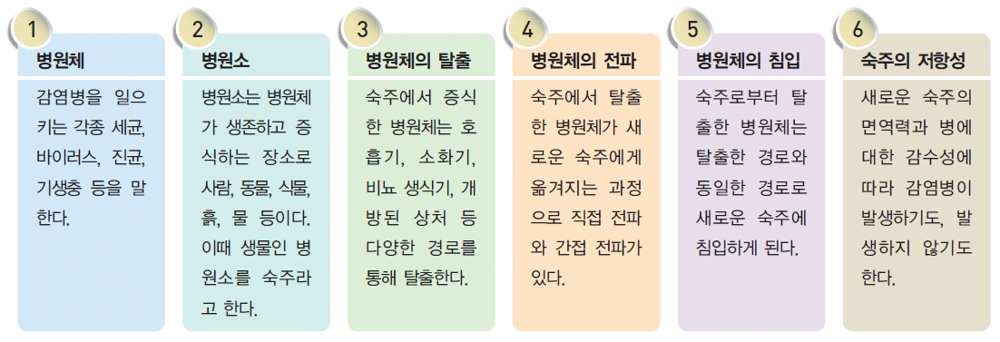 1
병원체
감염병을 일으
키는 각종 세균,
바이러스, 진균,
기생충 등을 말
한다.
2
병원소
병원소는 병원체
가 생존하고 증
식하는 장소로
사람, 동물, 식물,
흙, 물 등이다.
이때 생물인 병
원소를 숙주라
고 한다.
3
병원체의 탈출
숙주에서 증식
한 병원체는 호
흡기, 소화기,
비뇨 생식기, 개
방된 상처 등
다양한 경로를
통해 탈출한다.
4
병원체의 전파
숙주에서 탈출
한 병원체가 새
로운 숙주에게
옮겨지는 과정
으로 직접 전파
와 간접 전파가
있다.
5
병원체의 침입
숙주로부터 탈
출한 병원체는
탈출한 경로와
동일한 경로로
새로운 숙주에
침입하게 된다.
6
숙주의 저항성
새로운 숙주의
면역력과 병에
대한 감수성에
따라 감염병이
발생하기도, 발
생하지 않기도
한다.